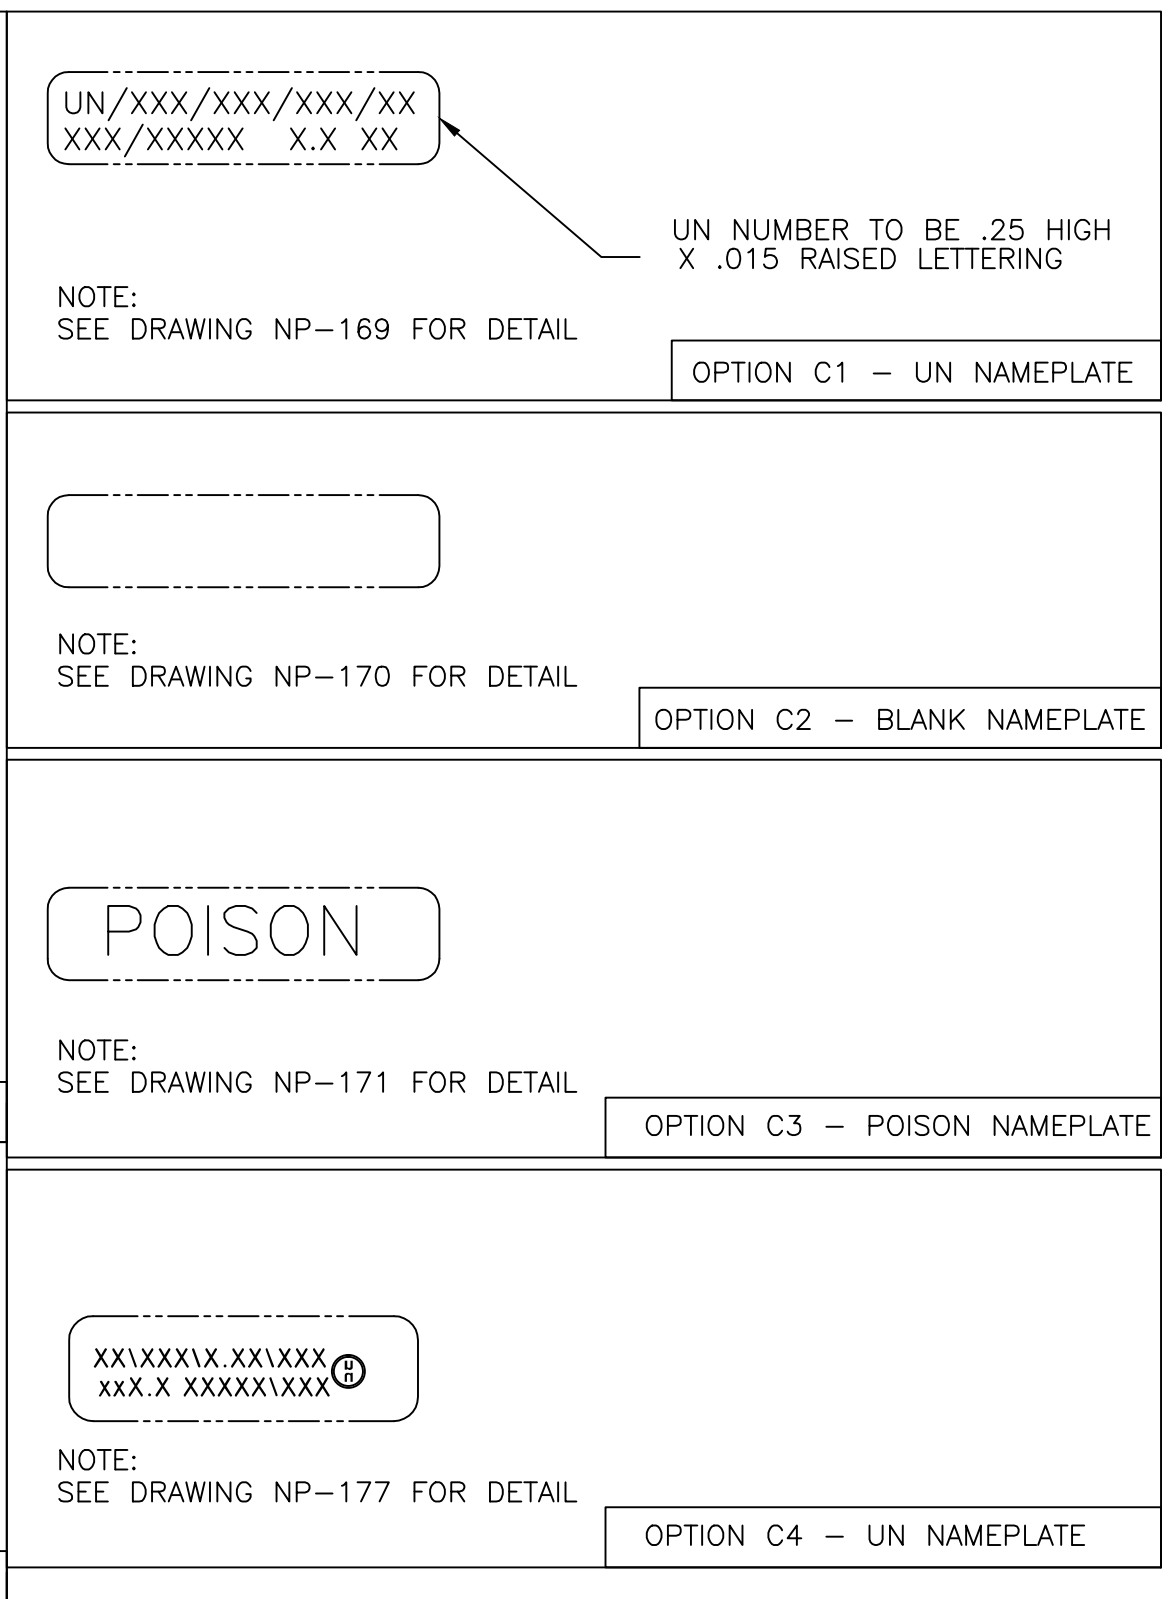 UN/XXX/XXX/XXX/XX
XXX/XXXXX X.X XX
UN NUMBER TO BE .25 HIGH
X .015 RAISED LETTERING
NOTE:
SEE DRAWING NP-169 FOR DETAIL
OPTION C1 - UN NAMEPLATE
NOTE:
SEE DRAWING NP-170 FOR DETAIL
OPTION C2 - BLANK NAMEPLATE
POISON
NOTE:
SEE DRAWING NP-171 FOR DETAIL
OPTION C3 - POISON NAMEPLATE
XX\XXX\X.XX\XXX
xxX.X XXXXX\XXX
u
n
NOTE:
SEE DRAWING NP-177 FOR DETAIL
OPTION C4 - UN NAMEPLATE